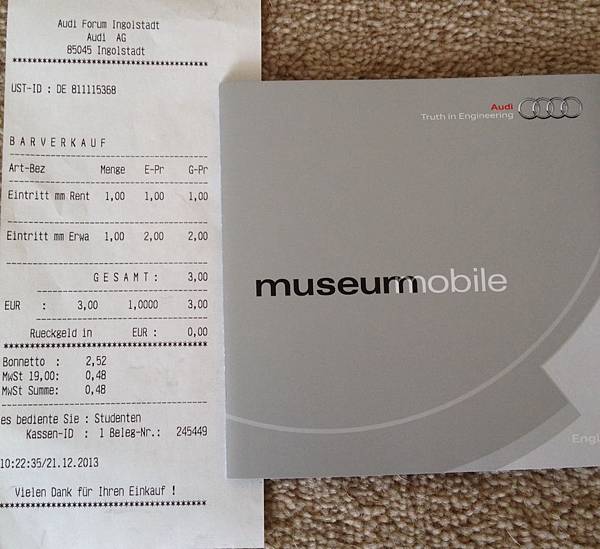 Audi Forum Ingolstadt
Audi AG
85045 Ingolstadt
****************************************
UST-ID : DE 811115368
BARVERKAUF
Art-Bez Menge E-Pr G-Pr
Eintritt mm Rent 1,00 1,00 1,00
Eintritt mm Erwa 1,00 2,00 2,00
GESAMT: 3,00
EUR : 3,00 1,0000 3,00
Rueckgeld in EUR : 0,00
****************************************
Bonnetto : 2,52
MwSt 19,00: 0,48
MwSt Summe: 0,48
es bediente Sie : Studenten
Kassen-ID : 1 Beleg-Nr.: 245449
10:22:35/21.12.2013
Vielen Dank für Ihren Einkauf !
****************************************
Audi
Truth in Engineering
museummobile
Engl